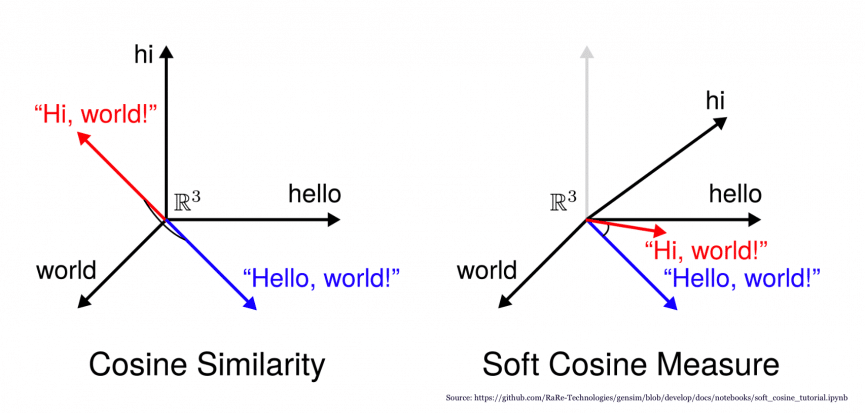 hi
“Hi, world!”
ℝ³
hello
world
“Hello, world!”
Cosine Similarity
hi
ℝ³
hello
“Hi, world!”
world
“Hello, world!”
Soft Cosine Measure
Source: https://github.com/RaRe-Technologies/gensim/blob/develop/docs/notebooks/soft_cosine_tutorial.ipynb